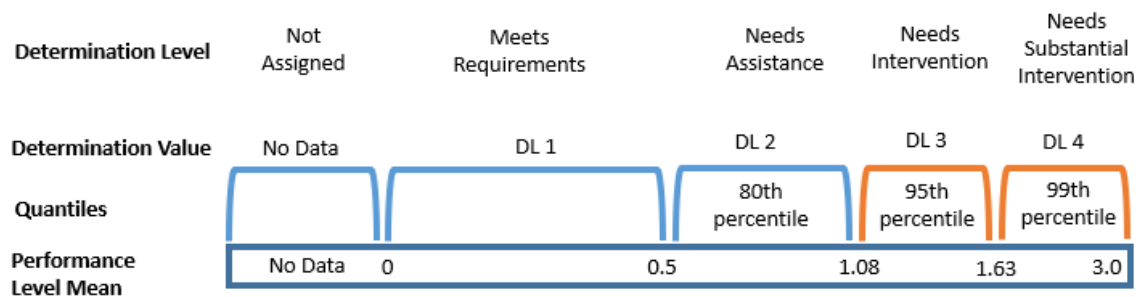 Determination Level
Not
Assigned
Meets
Requirements
Needs
Assistance
Needs
Intervention
Needs
Substantial
Intervention
Determination Value
No Data
DL 1
DL 2
DL 3
DL 4
Quantiles
80th
percentile
95th
percentile
99th
percentile
Performance
Level Mean
No Data
0
0.5
1.08
1.63
3.0